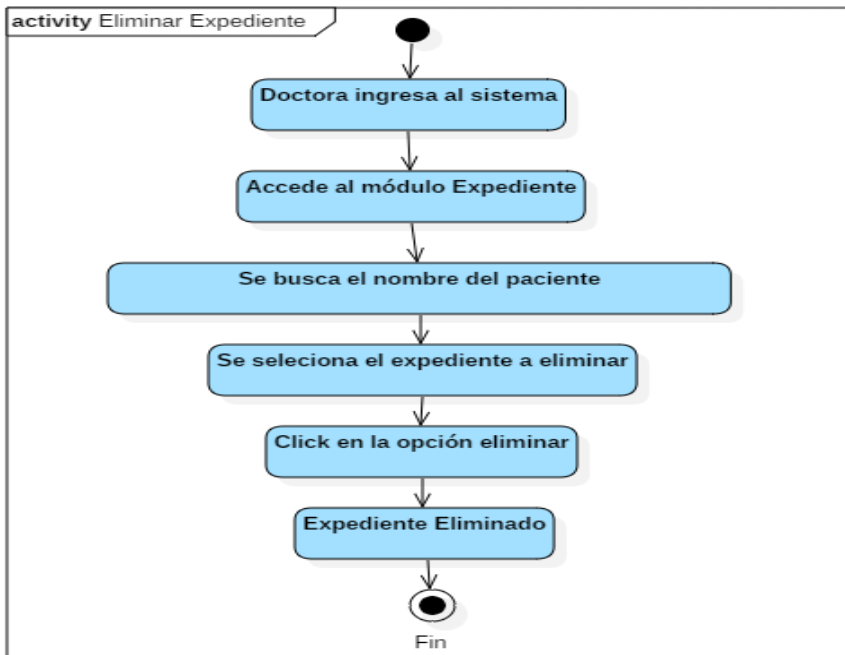 activity Eliminar Expediente
Doctora ingresa al sistema
Accede al módulo Expediente
Se busca el nombre del paciente
Se seleciona el expediente a eliminar
Click en la opción eliminar
Expediente Eliminado
Fin